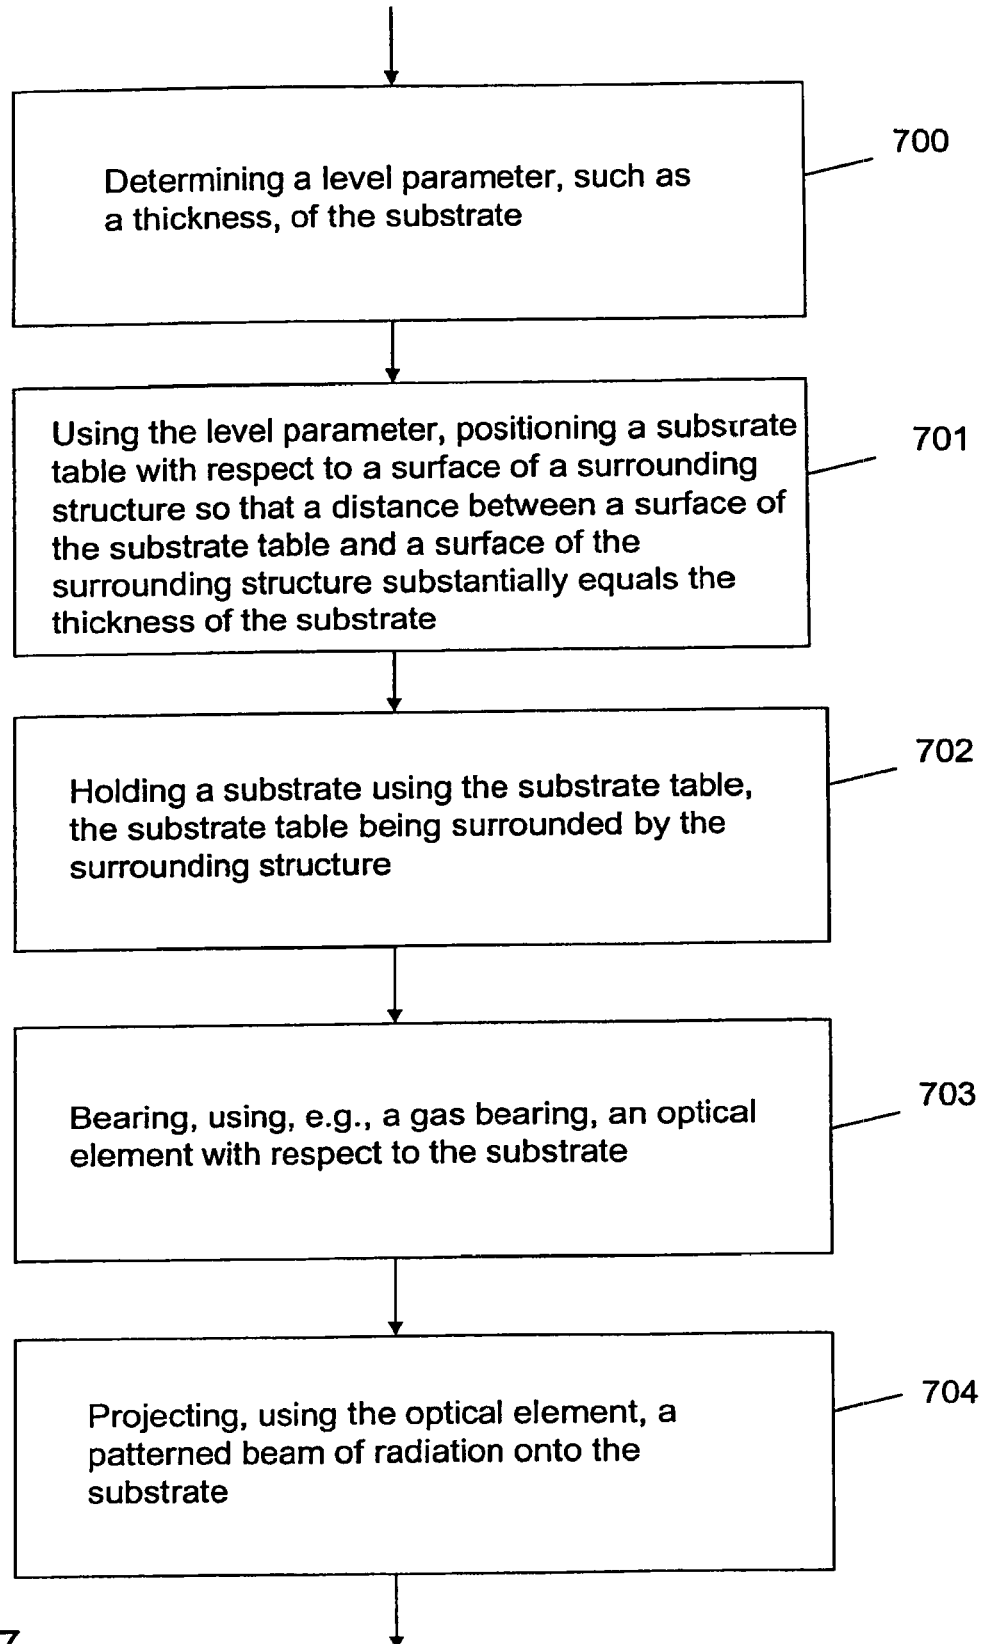 700
Determining a level parameter, such as
a thickness, of the substrate
701
Using the level parameter, positioning a substrate
table with respect to a surface of a surrounding
structure so that a distance between a surface of
the substrate table and a surface of the
surrounding structure substantially equals the
thickness of the substrate
702
Holding a substrate using the substrate table,
the substrate table being surrounded by the
surrounding structure
703
Bearing, using, e.g., a gas bearing, an optical
element with respect to the substrate
704
Projecting, using the optical element, a
patterned beam of radiation onto the
substrate
7